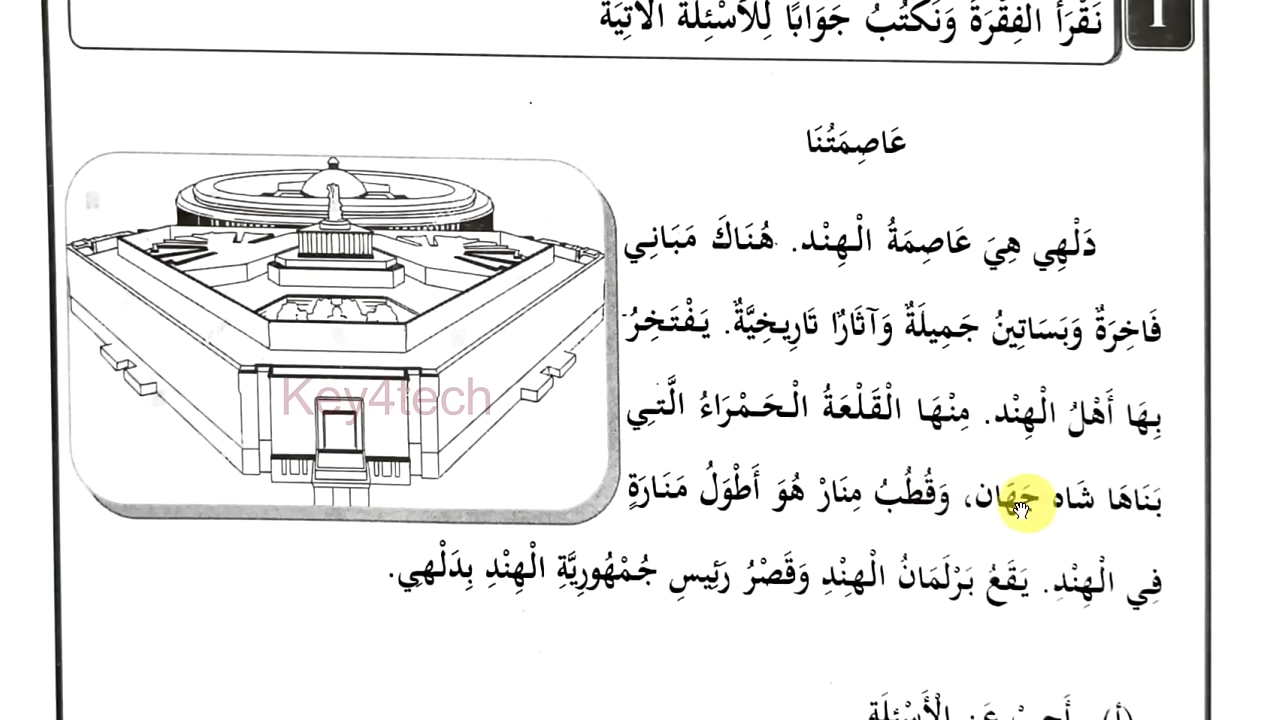 نَقْرَأُ الْفِقْرَةَ وَنَكْتُبُ جَوَابًا لِلْأَسْئِلَةِ الْآتِيَةِ
عَاصِمَتُنَا
دَلْهِي هِيَ عَاصِمَةُ الْهِنْد. هُنَاكَ مَبَانِي
فَاخِرَةٌ وَبَسَاتِينُ جَمِيلَةٌ وَآثَارٌ تَارِيخِيَّةٌ. يَفْتَخِرُ
بِهَا أَهْلُ الْهِنْد. مِنْهَا الْقَلْعَةُ الْحَمْرَاءُ الَّتِي
بَنَاهَا شَاه جَهَان، وَقُطُبُ مِنَارْ هُوَ أَطْوَلُ مَنَارَةٍ
فِي الْهِنْدِ. يَقَعُ بَرْلَمَانُ الْهِنْدِ وَقَصْرُ رَئِيسِ جُمْهُورِيَّةِ الْهِنْدِ بِدَلْهِي.
Key4tech
(أ) أَجِبْ عَنِ الْأَسْئِلَةِ